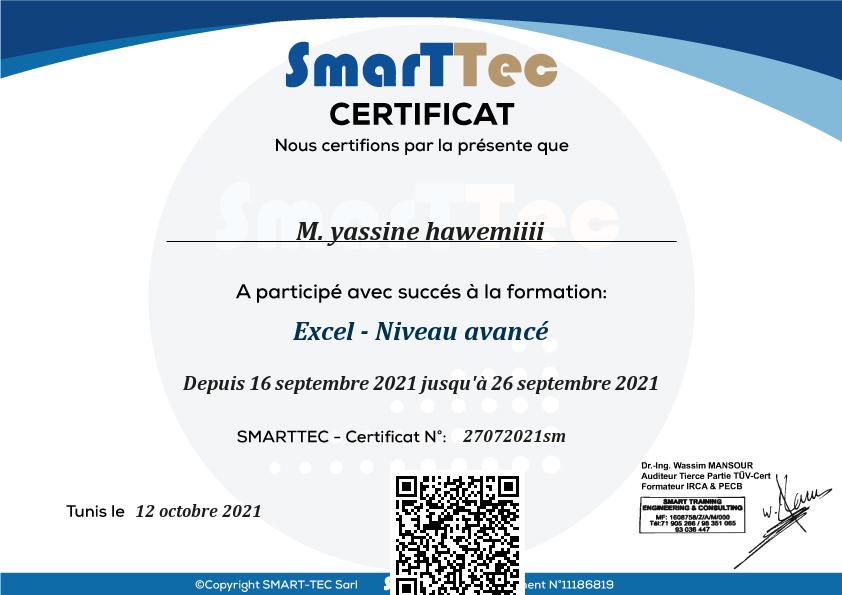 SmarTTec
CERTIFICAT
Nous certifions par la présente que
SmarTTec
M. yassine hawemiiii
A participé avec succés à la formation:
Excel - Niveau avancé
Depuis 16 septembre 2021 jusqu'à 26 septembre 2021
SMARTTEC - Certificat N°: 27072021sm
Dr.-Ing. Wassim MANSOUR
Auditeur Tierce Partie TÜV-Cert
Formateur IRCA & PECB
SMART TRAINING
ENGINEERING & CONSULTING
MF: 1608758/Z/A/M/000
Tél:71 905 266 / 98 351 065
93 036 447
Tunis le 12 octobre 2021
©Copyright SMART-TEC Sarl
ment N°11186819